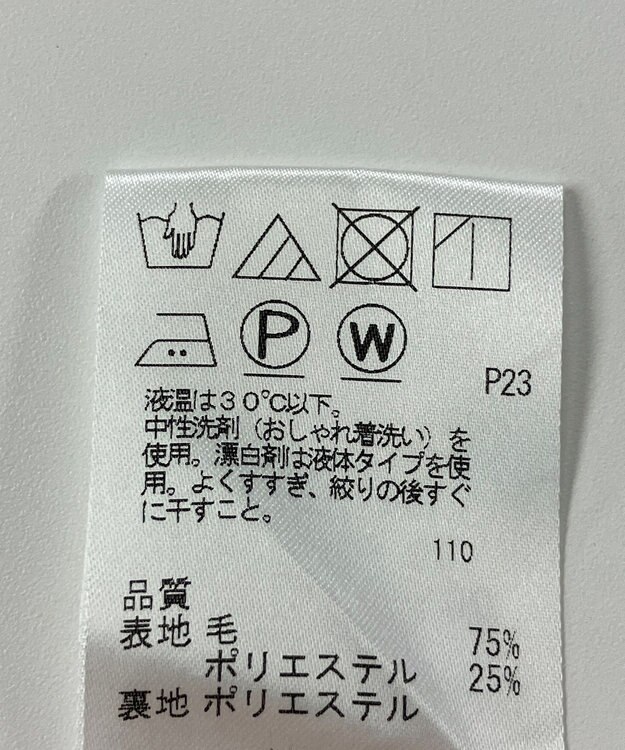 P W
P23
液温は30℃以下。
中性洗剤（おしゃれ着洗い）を
使用。漂白剤は液体タイプを使
用。よくすすぎ、絞りの後すぐ
に干すこと。
110
品質
表地 毛 75%
ポリエステル 25%
裏地 ポリエステル